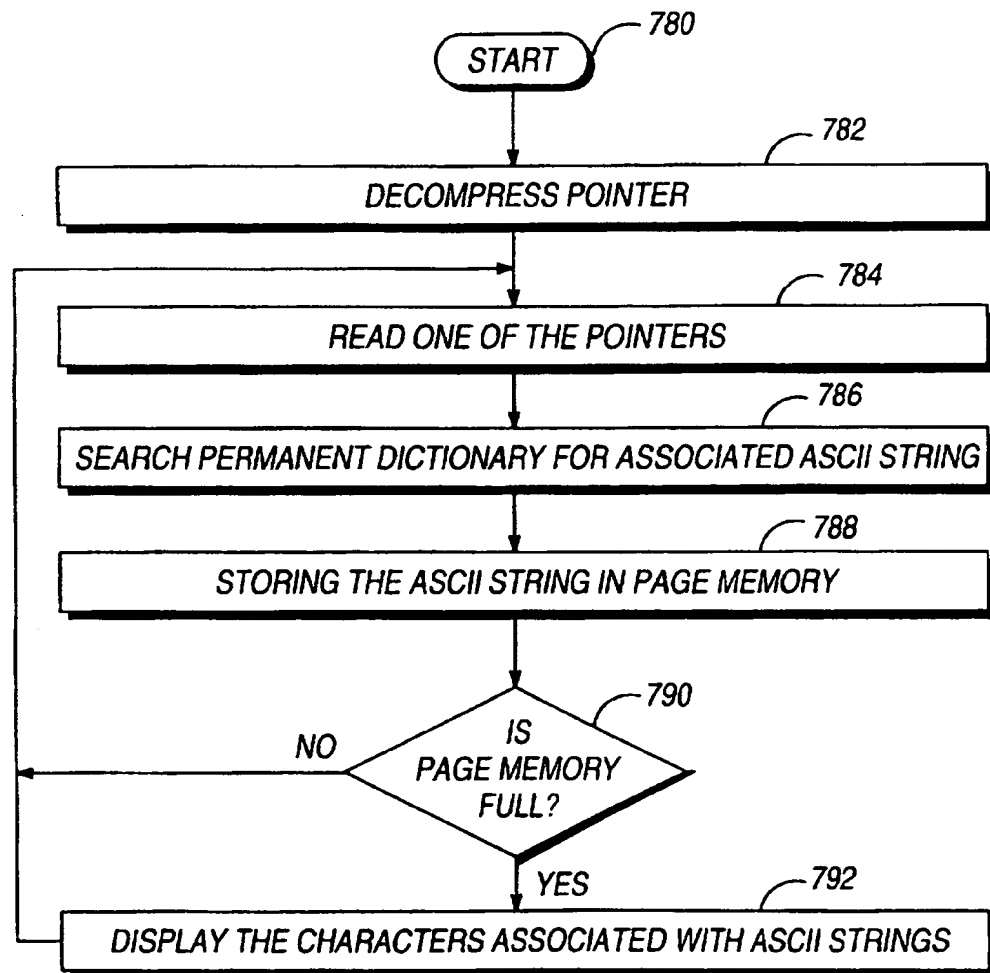 780
START
782
DECOMPRESS POINTER
784
READ ONE OF THE POINTERS
786
SEARCH PERMANENT DICTIONARY FOR ASSOCIATED ASCII STRING
788
STORING THE ASCII STRING IN PAGE MEMORY
790
IS
PAGE MEMORY
FULL?
NO
YES
792
DISPLAY THE CHARACTERS ASSOCIATED WITH ASCII STRINGS